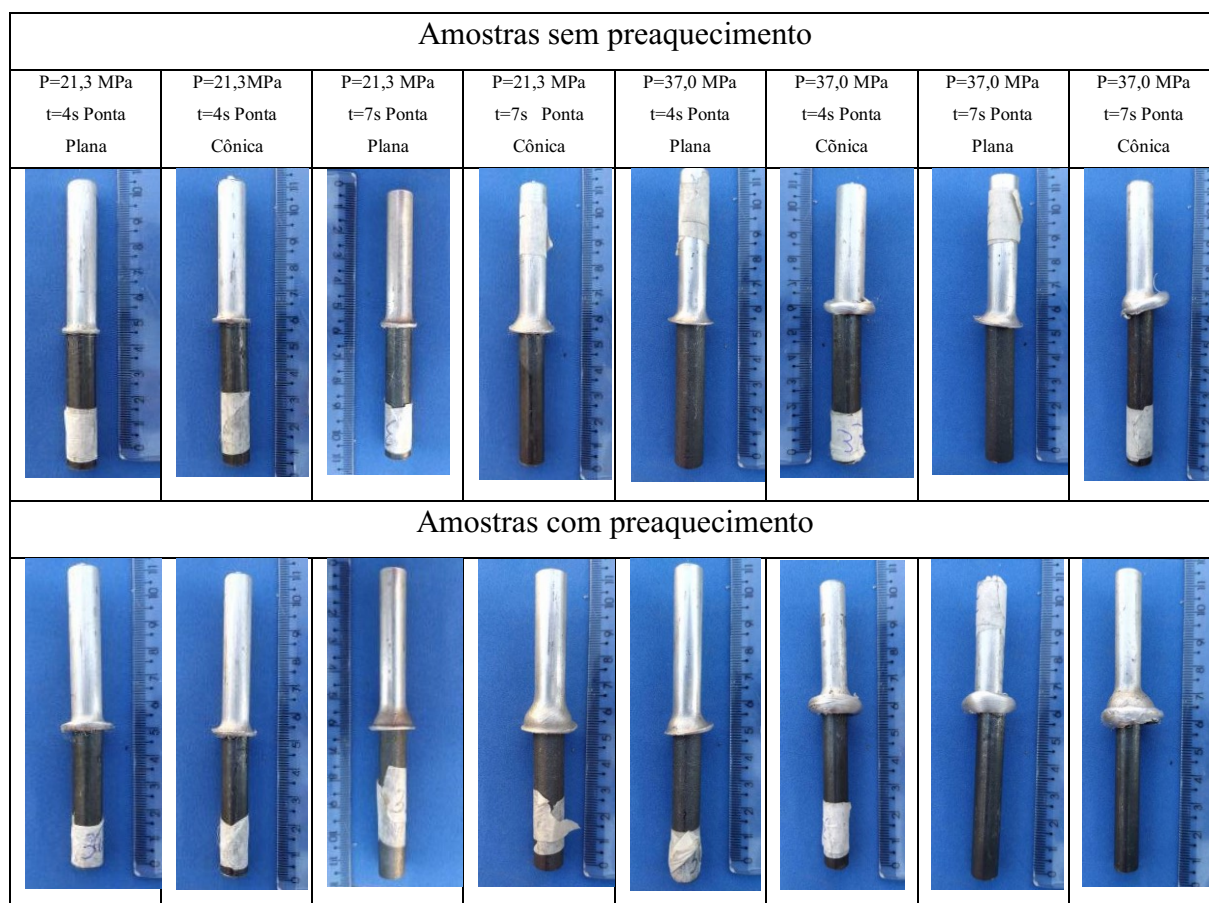 Amostras sem preaquecimento
P=21,3 MPa
t=4s Ponta
Plana
P=21,3MPa
t=4s Ponta
Cônica
P=21,3 MPa
t=7s Ponta
Plana
P=21,3 MPa
t=7s Ponta
Cônica
P=37,0 MPa
t=4s Ponta
Plana
P=37,0 MPa
t=4s Ponta
Cõnica
P=37,0 MPa
t=7s Ponta
Plana
P=37,0 MPa
t=7s Ponta
Cônica
Amostras com preaquecimento